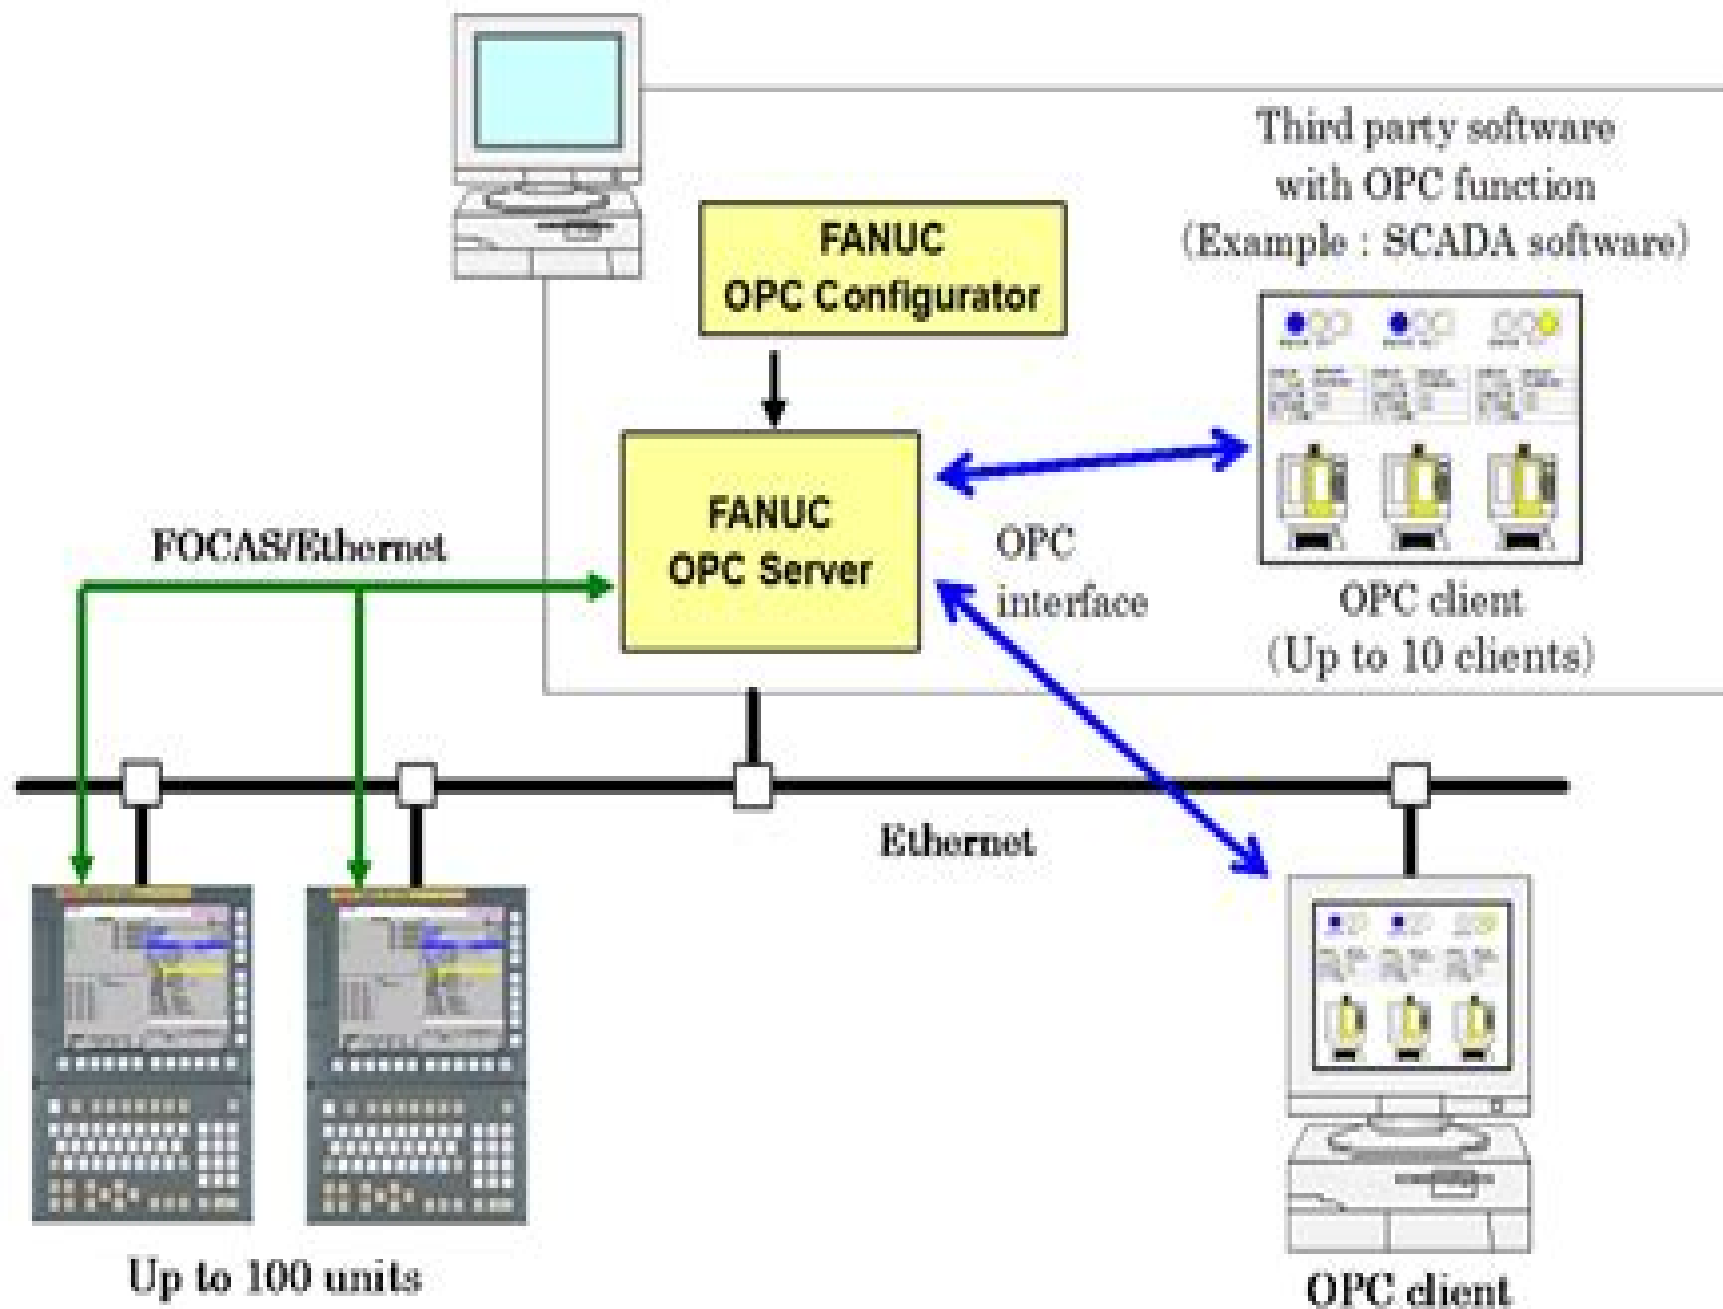 Third party software
with OPC function
(Example : SCADA software)
FANUC
OPC Configurator
FANUC
OPC Server
FOCAS/Ethernet
OPC
interface
OPC client
(Up to 10 clients)
Ethernet
Up to 100 units
OPC client